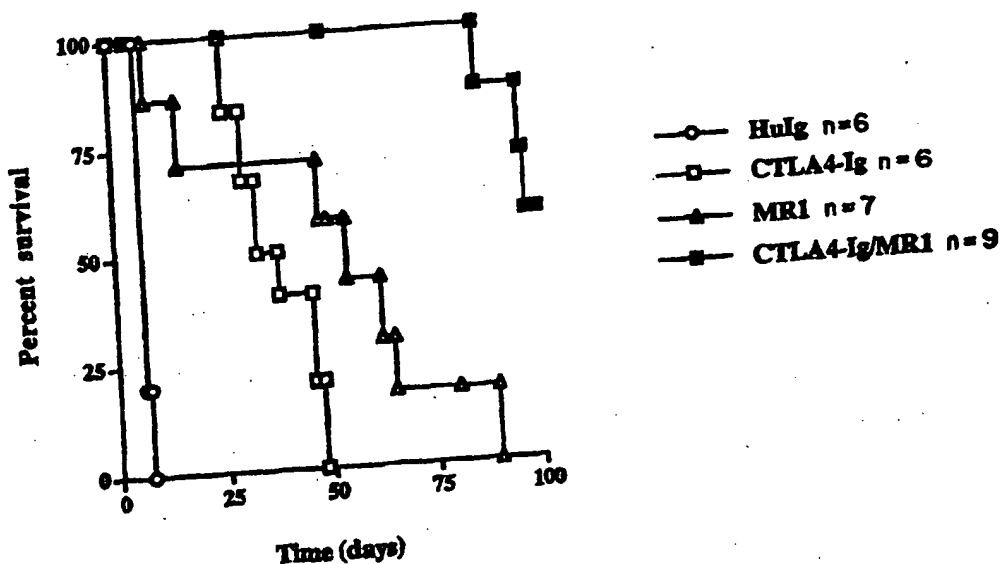 Percent survival
100
75
50
25
0
0
25
50
75
100
Time (days)
HuIg n=6
CTLA4-Ig n=6
MR1 n=7
CTLA4-Ig/MR1 n=9